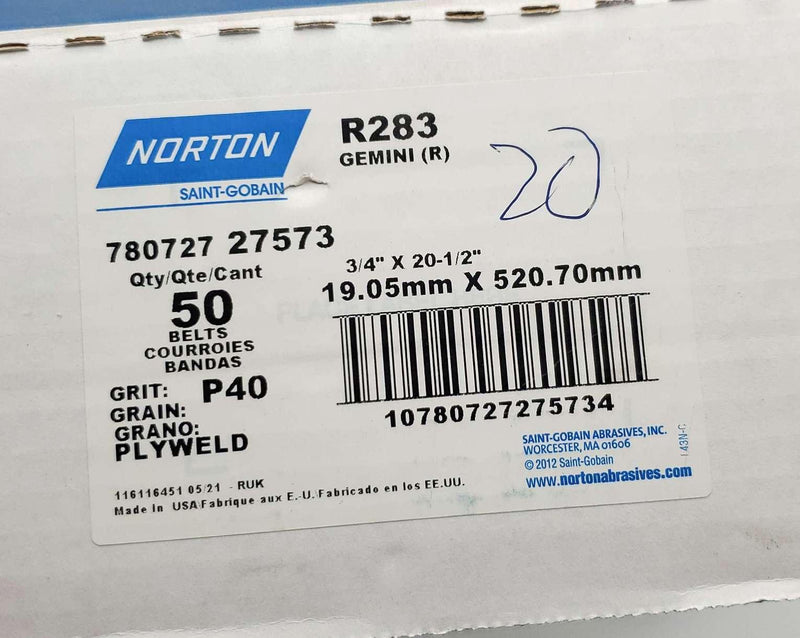 NORTON
SAINT-GOBAIN
R283
GEMINI (R)
20
780727 27573
Qty/Qte/Cant
50
BELTS
COURROIES
BANDAS
3/4" X 20-1/2"
19.05mm X 520.70mm
10780727275734
GRIT: P40
GRAIN:
GRANO:
PLYWELD
SAINT-GOBAIN ABRASIVES, INC.
WORCESTER, MA 01606
© 2012 Saint-Gobain
www.nortonabrasives.com
116116451 05/21 - RUK
Made In USA/Fabrique aux E.-U./Fabricado en los EE.UU.